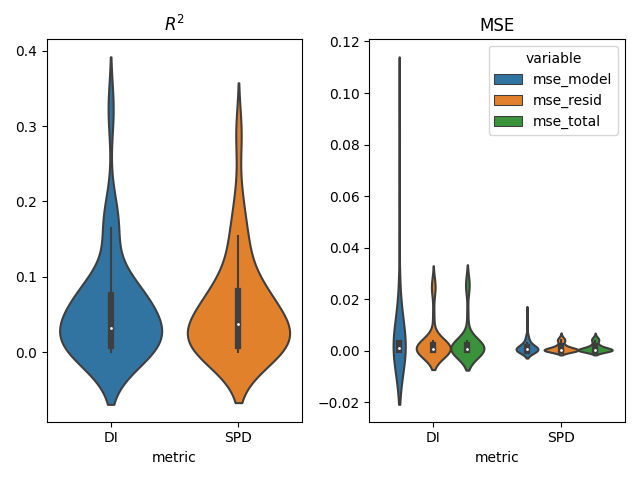 R²
0.4
0.3
0.2
0.1
0.0
DI SPD
metric
MSE
0.12
0.10
0.08
0.06
0.04
0.02
0.00
−0.02
variable
mse_model
mse_resid
mse_total
DI SPD
metric